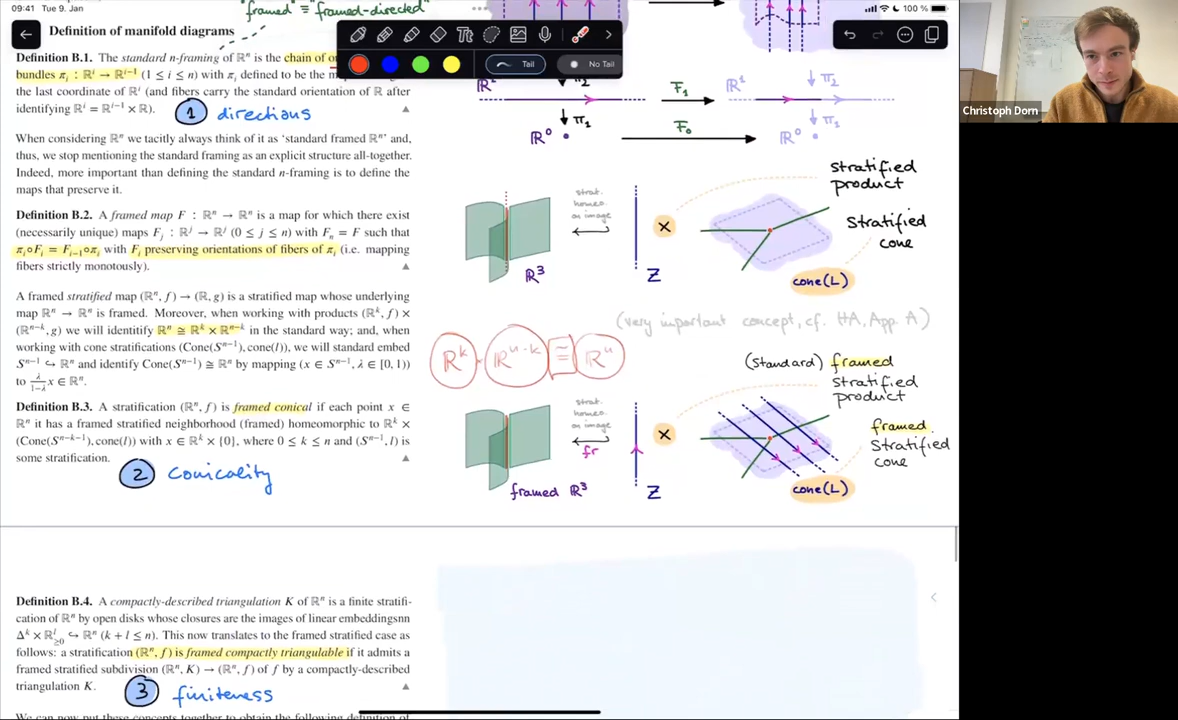 09:41 Tue 9. Jan
100 %
"framed" ≡ "framed-directed"
Definition of manifold diagrams
Tail
No Tail
Definition B.1. The standard n-framing of ℝⁿ is the chain of
bundles πᵢ : ℝⁱ → ℝⁱ⁻¹ (1 ≤ i ≤ n) with πᵢ defined to be the
the last coordinate of ℝⁱ (and fibers carry the standard orientation of ℝ after
identifying ℝⁱ = ℝⁱ⁻¹ × ℝ). ▲
1 directions
When considering ℝⁿ we tacitly always think of it as 'standard framed ℝⁿ' and,
thus, we stop mentioning the standard framing as an explicit structure all-together.
Indeed, more important than defining the standard n-framing is to define the
maps that preserve it.
Definition B.2. A framed map F : ℝⁿ → ℝⁿ is a map for which there exist
(necessarily unique) maps Fⱼ : ℝʲ → ℝʲ (0 ≤ j ≤ n) with Fₙ = F such that
πᵢ∘Fᵢ = Fᵢ₋₁∘πᵢ with Fᵢ preserving orientations of fibers of πᵢ (i.e. mapping
fibers strictly monotously). ▲
A framed stratified map (ℝⁿ, f) → (ℝ, g) is a stratified map whose underlying
map ℝⁿ → ℝⁿ is framed. Moreover, when working with products (ℝᵏ, f) ×
(ℝⁿ⁻ᵏ, g) we will identitify ℝⁿ ≅ ℝᵏ × ℝⁿ⁻ᵏ in the standard way; and, when
working with cone stratifications (Cone(Sⁿ⁻¹), cone(l)), we will standard embed
Sⁿ⁻¹ ↪ ℝⁿ and identify Cone(Sⁿ⁻¹) ≅ ℝⁿ by mapping (x ∈ Sⁿ⁻¹, λ ∈ [0, 1))
to λ/(1−λ) x ∈ ℝⁿ.
Definition B.3. A stratification (ℝⁿ, f) is framed conical if each point x ∈
ℝⁿ it has a framed stratified neighborhood (framed) homeomorphic to ℝᵏ ×
(Cone(Sⁿ⁻ᵏ⁻¹), cone(l)) with x ∈ ℝᵏ × {0}, where 0 ≤ k ≤ n and (Sⁿ⁻¹, l) is
some stratification. ▲
2 Conicality
Definition B.4. A compactly-described triangulation K of ℝⁿ is a finite stratifi-
cation of ℝⁿ by open disks whose closures are the images of linear embeddingsnn
Δᵏ × ℝˡ≥0 ↪ ℝⁿ (k + l ≤ n). This now translates to the framed stratified case as
follows: a stratification (ℝⁿ, f) is framed compactly triangulable if it admits a
framed stratified subdivision (ℝⁿ, K) → (ℝⁿ, f) of f by a compactly-described
triangulation K. ▲
3 finiteness
ℝ² ↓π₂ F₁ ℝ¹ ↓π₂
↓π₁ F₀ ↓π₁
ℝ⁰ ℝ⁰
stratified
product
strat.
homeo
on image
×
Stratified
cone
ℝ³
Z
cone(L)
(very important concept, cf. HA, App. A)
ℝᵏ · ℝⁿ⁻ᵏ ≅ ℝⁿ
(standard) framed
stratified
product
strat.
homeo
on image
fr
×
framed
stratified
cone
framed ℝ³
Z
cone(L)
Christoph Dorn